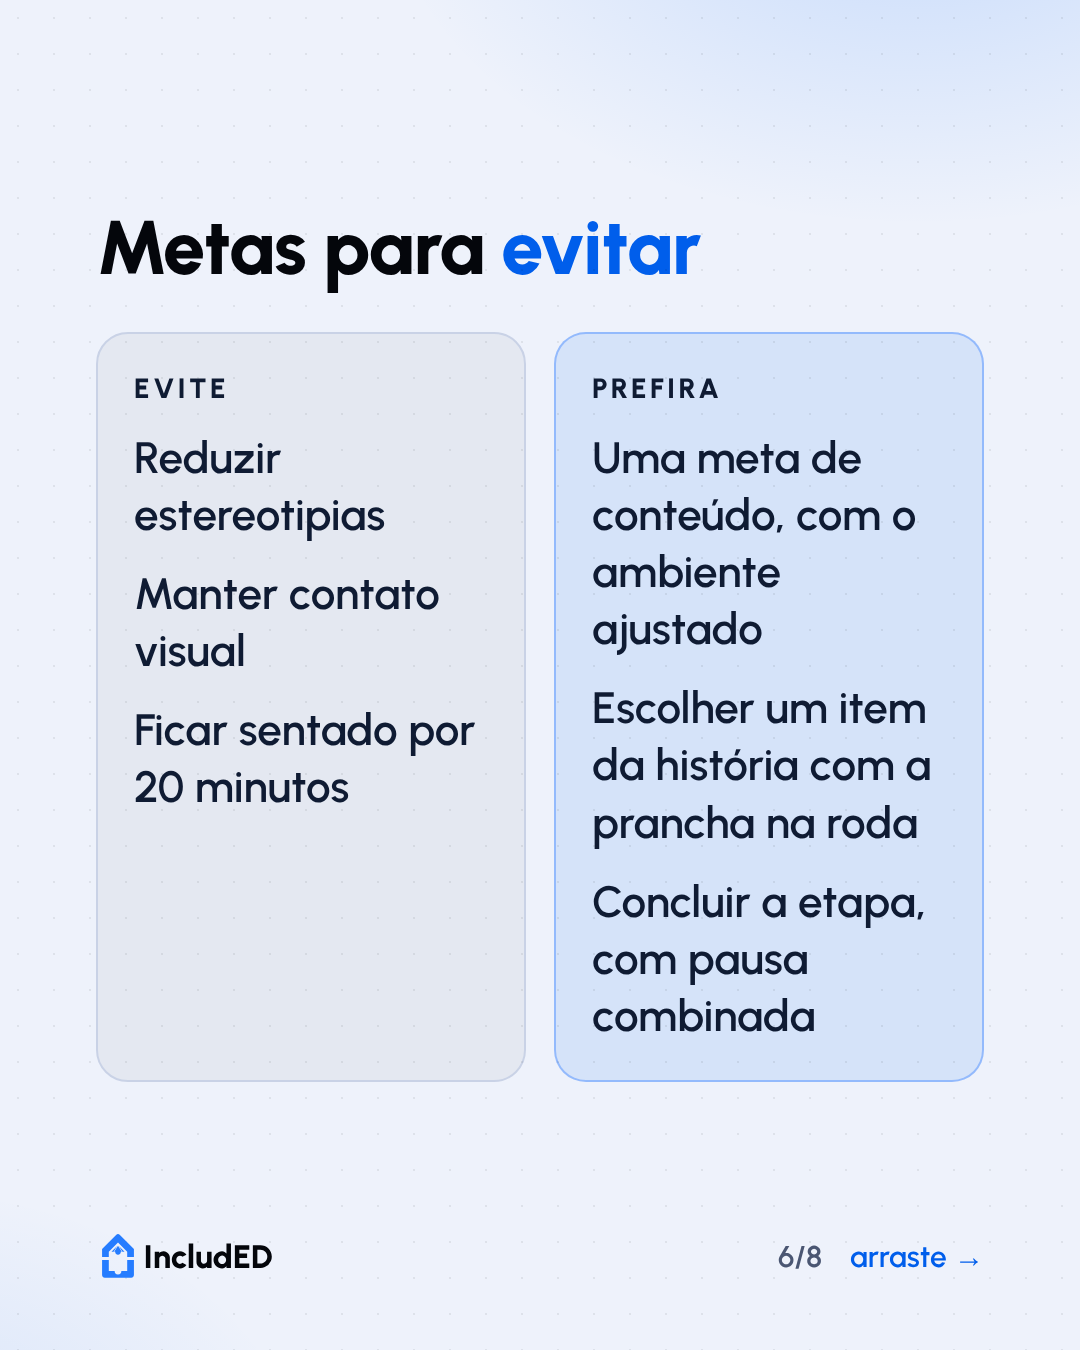 Metas para evitar
EVITE
Reduzir
estereotipias
Manter contato
visual
Ficar sentado por
20 minutos
PREFIRA
Uma meta de
conteúdo, com o
ambiente
ajustado
Escolher um item
da história com a
prancha na roda
Concluir a etapa,
com pausa
combinada
IncludED
6/8 arraste →